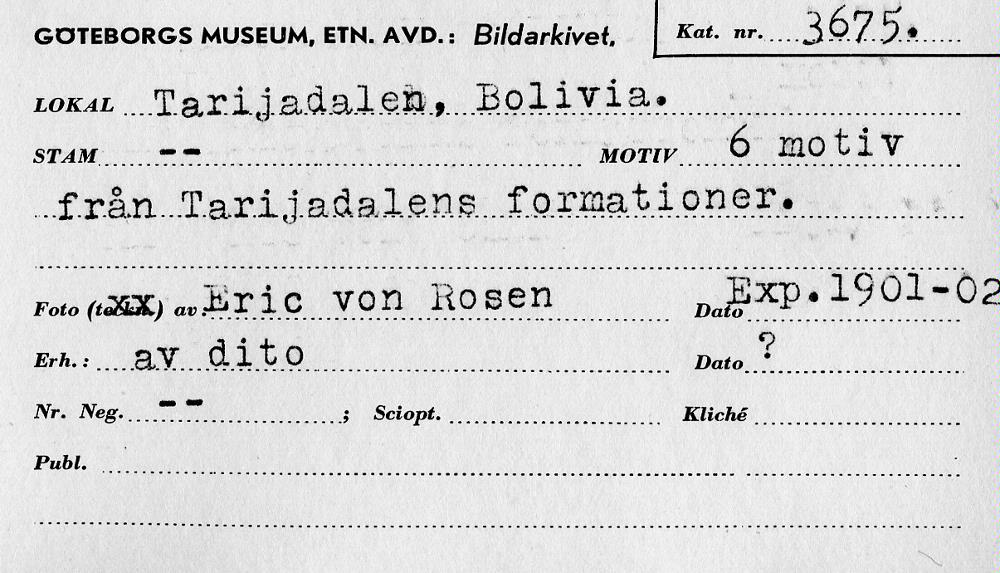 GÖTEBORGS MUSEUM, ETN. AVD.: Bildarkivet. Kat. nr. 3675.
LOKAL Tarijadalen, Bolivia.
STAM -- MOTIV 6 motiv
från Tarijadalens formationer.
Foto (teckn.) av: Eric von Rosen Dato Exp.1901-02
Erh.: av dito Dato ?
Nr. Neg. -- ; Sciopt. Kliché
Publ.